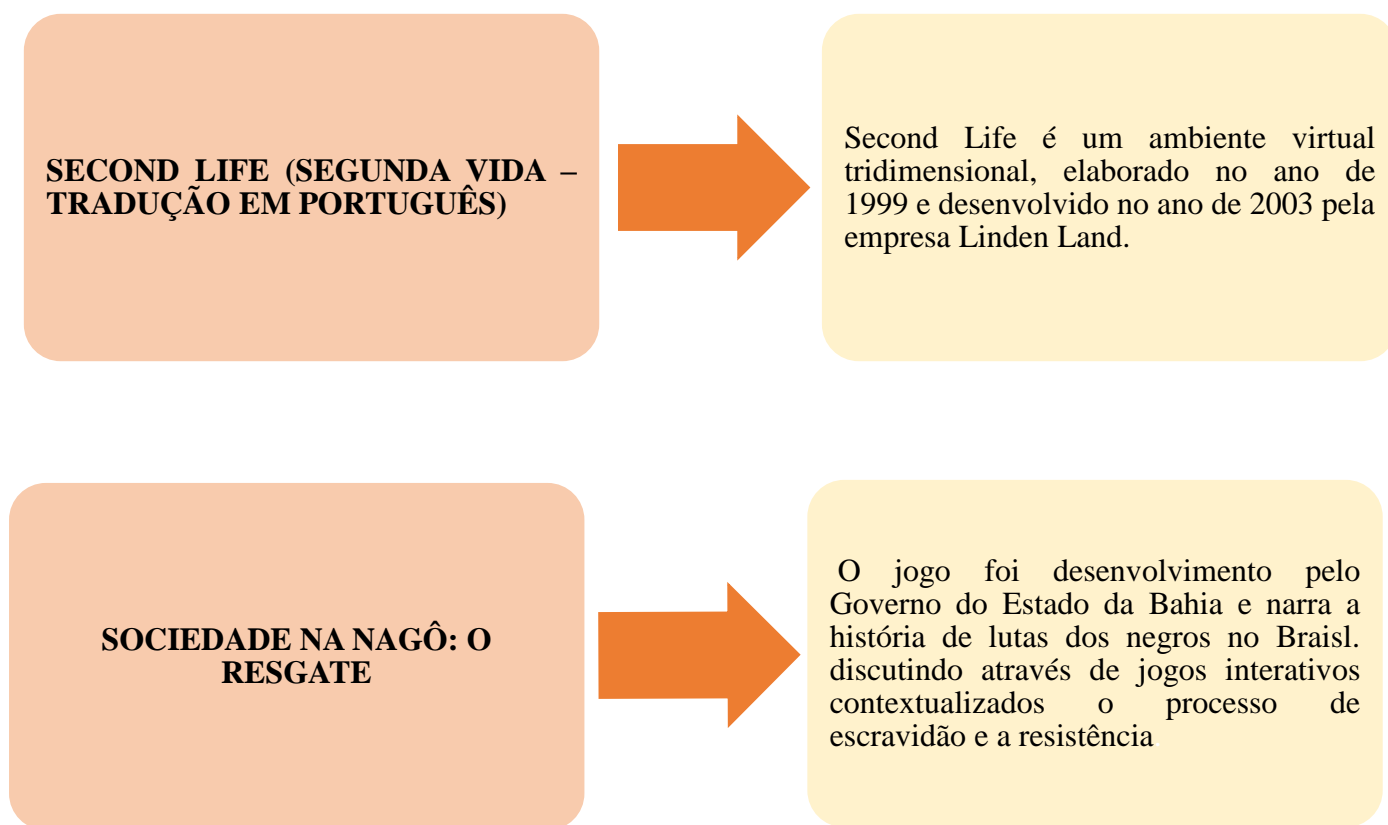 SECOND LIFE (SEGUNDA VIDA –
TRADUÇÃO EM PORTUGUÊS)
Second Life é um ambiente virtual
tridimensional, elaborado no ano de
1999 e desenvolvido no ano de 2003 pela
empresa Linden Land.
SOCIEDADE NA NAGÔ: O
RESGATE
O jogo foi desenvolvimento pelo
Governo do Estado da Bahia e narra a
história de lutas dos negros no Braisl.
discutindo através de jogos interativos
contextualizados o processo de
escravidão e a resistência